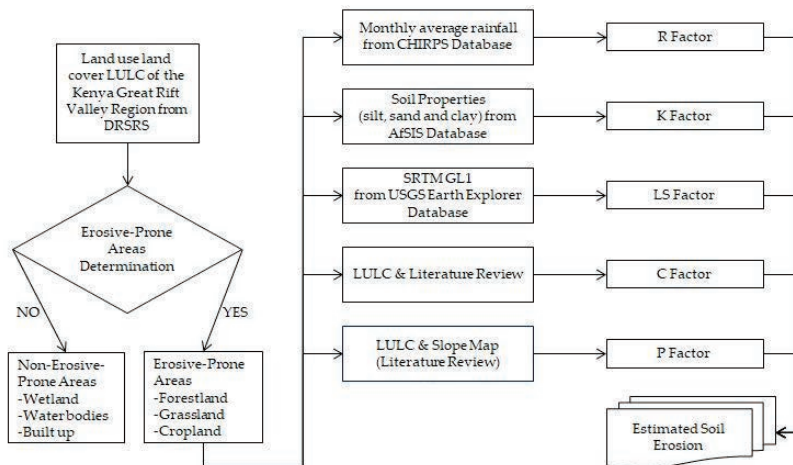 Land use land
cover LULC of the
Kenya Great Rift
Valley Region from
DRSRS
Erosive-Prone
Areas
Determination
NO
YES
Non-Erosive-
Prone Areas
-Wetland
-Waterbodies
-Built up
Erosive-Prone
Areas
-Forestland
-Grassland
-Cropland
Monthly average rainfall
from CHIRPS Database
R Factor
Soil Properties
(silt, sand and clay) from
AfSIS Database
K Factor
SRTM GL1
from USGS Earth Explorer
Database
LS Factor
LULC & Literature Review
C Factor
LULC & Slope Map
(Literature Review)
P Factor
Estimated Soil
Erosion